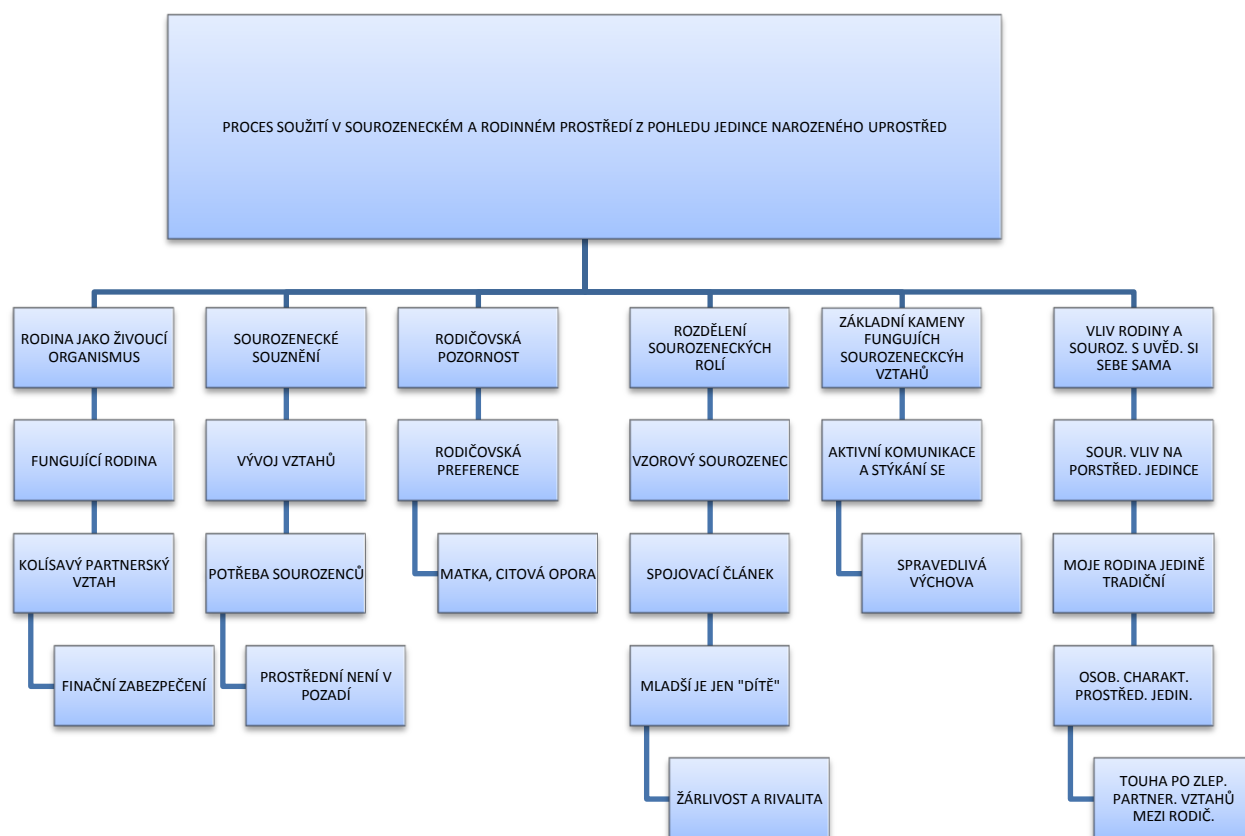 PROCES SOUŽITÍ V SOUROZENECKÉM A RODINNÉM PROSTŘEDÍ Z POHLEDU JEDINCE NAROZENÉHO UPROSTŘED
RODINA JAKO ŽIVOUCÍ
ORGANISMUS
FUNGUJÍCÍ RODINA
KOLÍSAVÝ PARTNERSKÝ
VZTAH
FINAČNÍ ZABEZPEČENÍ
SOUROZENECKÉ
SOUZNĚNÍ
VÝVOJ VZTAHŮ
POTŘEBA SOUROZENCŮ
PROSTŘEDNÍ NENÍ V
POZADÍ
RODIČOVSKÁ
POZORNOST
RODIČOVSKÁ
PREFERENCE
MATKA, CITOVÁ OPORA
ROZDĚLENÍ
SOUROZENECKÝCH
ROLÍ
VZOROVÝ SOUROZENEC
SPOJOVACÍ ČLÁNEK
MLADŠÍ JE JEN "DÍTĚ"
ŽÁRLIVOST A RIVALITA
ZÁKLADNÍ KAMENY
FUNGUJÍCH
SOUROZENECKCÝH
VZTAHŮ
AKTIVNÍ KOMUNIKACE
A STÝKÁNÍ SE
SPRAVEDLIVÁ
VÝCHOVA
VLIV RODINY A
SOUROZ. S UVĚD. SI
SEBE SAMA
SOUR. VLIV NA
PORSTŘED. JEDINCE
MOJE RODINA JEDINĚ
TRADIČNÍ
OSOB. CHARAKT.
PROSTŘED. JEDIN.
TOUHA PO ZLEP.
PARTNER. VZTAHŮ
MEZI RODIČ.